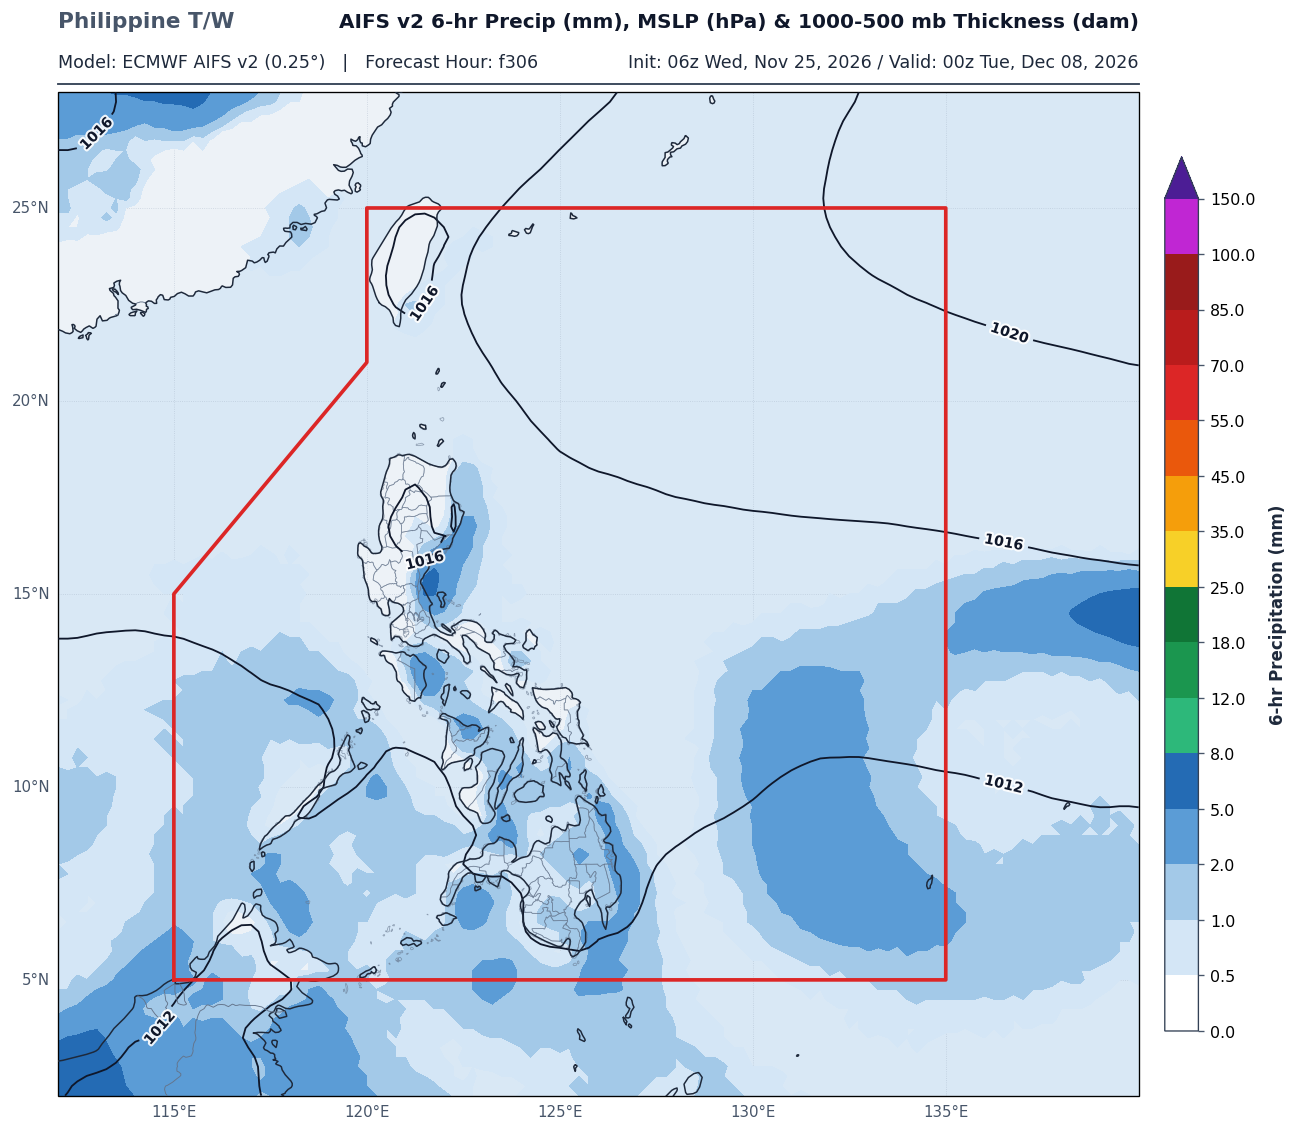 Philippine T/W
AIFS v2 6-hr Precip (mm), MSLP (hPa) & 1000-500 mb Thickness (dam)
Model: ECMWF AIFS v2 (0.25°) | Forecast Hour: f306
Init: 06z Wed, Nov 25, 2026 / Valid: 00z Tue, Dec 08, 2026
1016
1016
1020
1016
1016
1012
1012
25°N
20°N
15°N
10°N
5°N
115°E
120°E
125°E
130°E
135°E
150.0
100.0
85.0
70.0
55.0
45.0
35.0
25.0
18.0
12.0
8.0
5.0
2.0
1.0
0.5
0.0
6-hr Precipitation (mm)